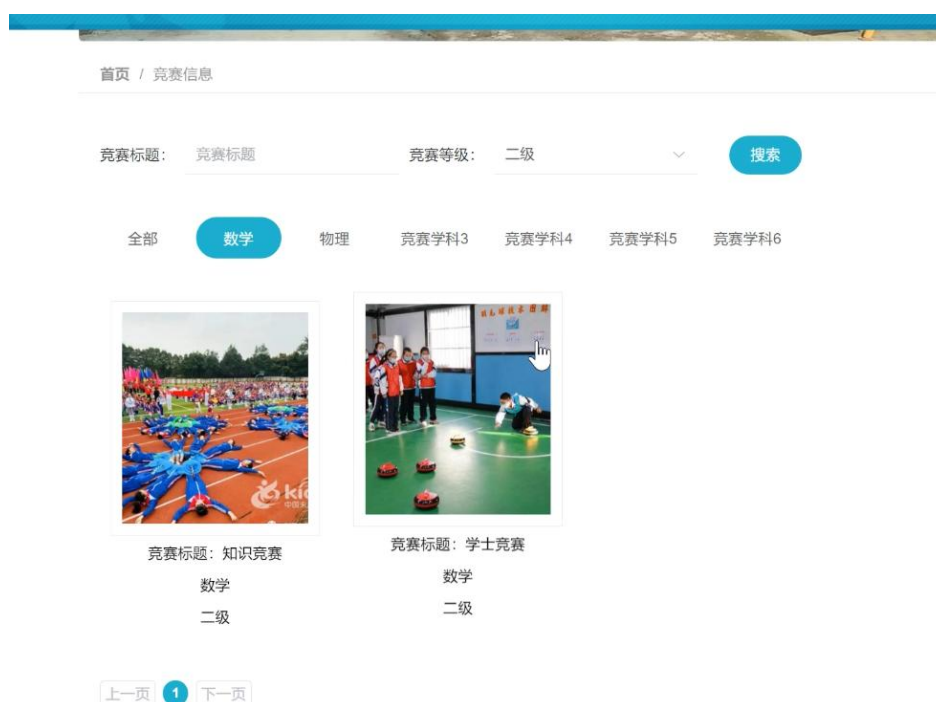 首页 / 竞赛信息
竞赛标题： 竞赛标题 竞赛等级： 二级 搜索
全部 数学 物理 竞赛学科3 竞赛学科4 竞赛学科5 竞赛学科6
竞赛标题：知识竞赛
数学
二级
竞赛标题：学士竞赛
数学
二级
上一页 1 下一页